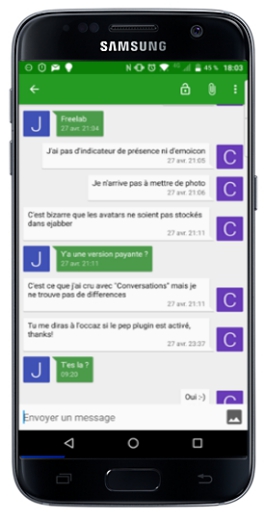 SAMSUNG
N
4G
45 %
18:03
J
Freelab
27 avr. 21:04
J'ai pas d'indicateur de présence ni d'emoicon
27 avr. 21:05
C
Je n'arrive pas à mettre de photo
27 avr. 21:06
C
C'est bizarre que les avatars ne soient pas stockés
dans ejabber
27 avr. 21:11
C
J
Y'a une version payante ?
27 avr. 21:11
C'est ce que j'ai cru avec "Conversations" mais je
ne trouve pas de differences
27 avr. 21:11
C
Tu me diras à l'occaz si le pep plugin est activé,
thanks!
27 avr. 23:37
C
J
T'es la ?
09:20
Oui :-)
C
Envoyer un message